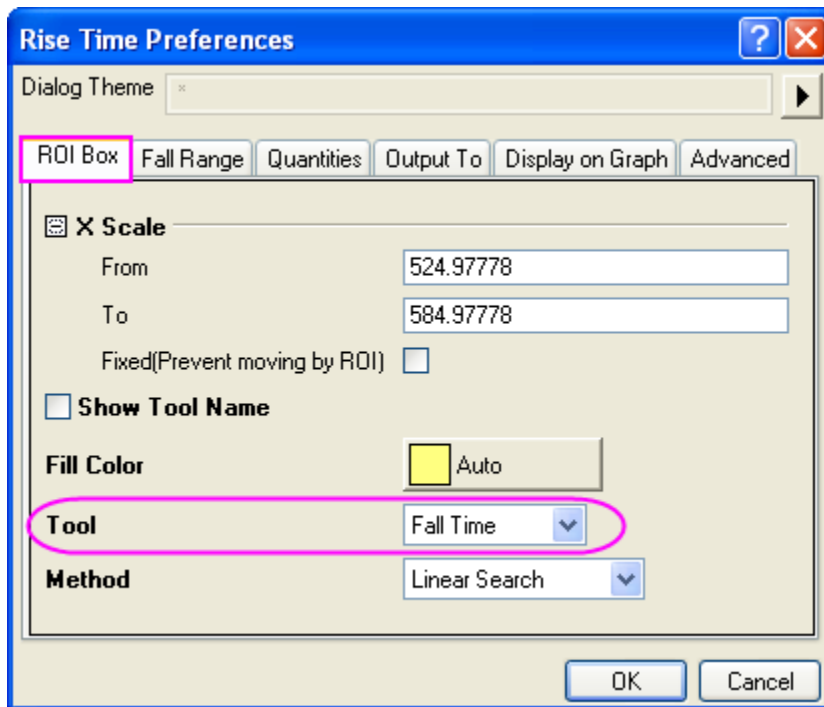 Rise Time Preferences
Dialog Theme *
ROI Box Fall Range Quantities Output To Display on Graph Advanced
X Scale
From 524.97778
To 584.97778
Fixed(Prevent moving by ROI)
Show Tool Name
Fill Color Auto
Tool Fall Time
Method Linear Search
OK Cancel